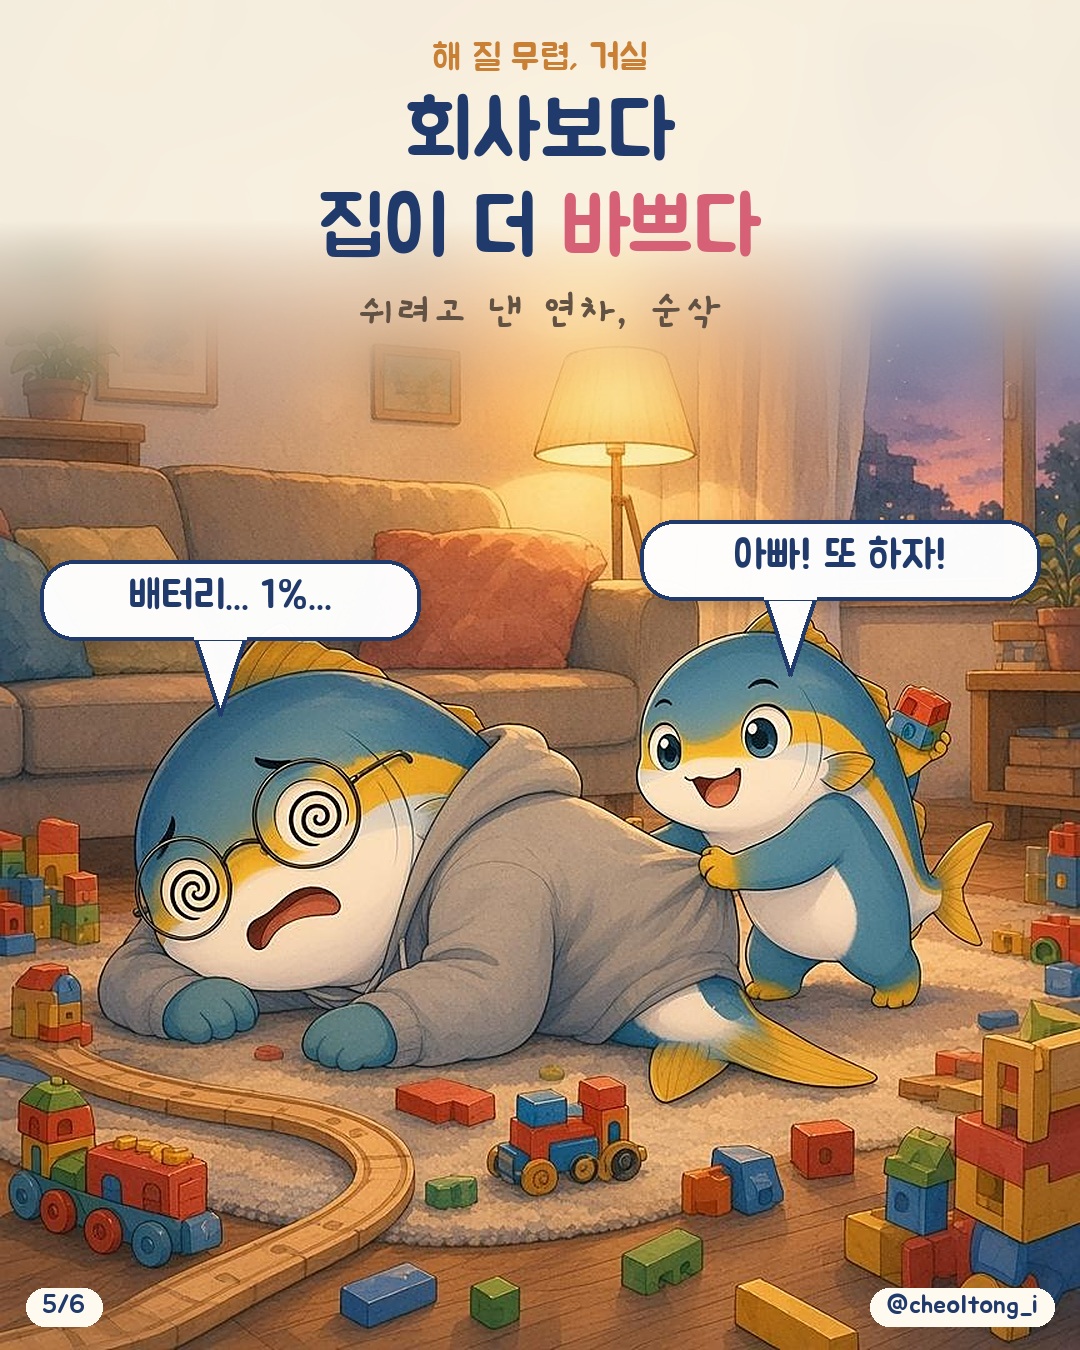 해 질 무렵, 거실
회사보다
집이 더 바쁘다
쉬려고 낸 연차, 순삭
아빠! 또 하자!
배터리... 1%...
5/6
@cheoltong_i